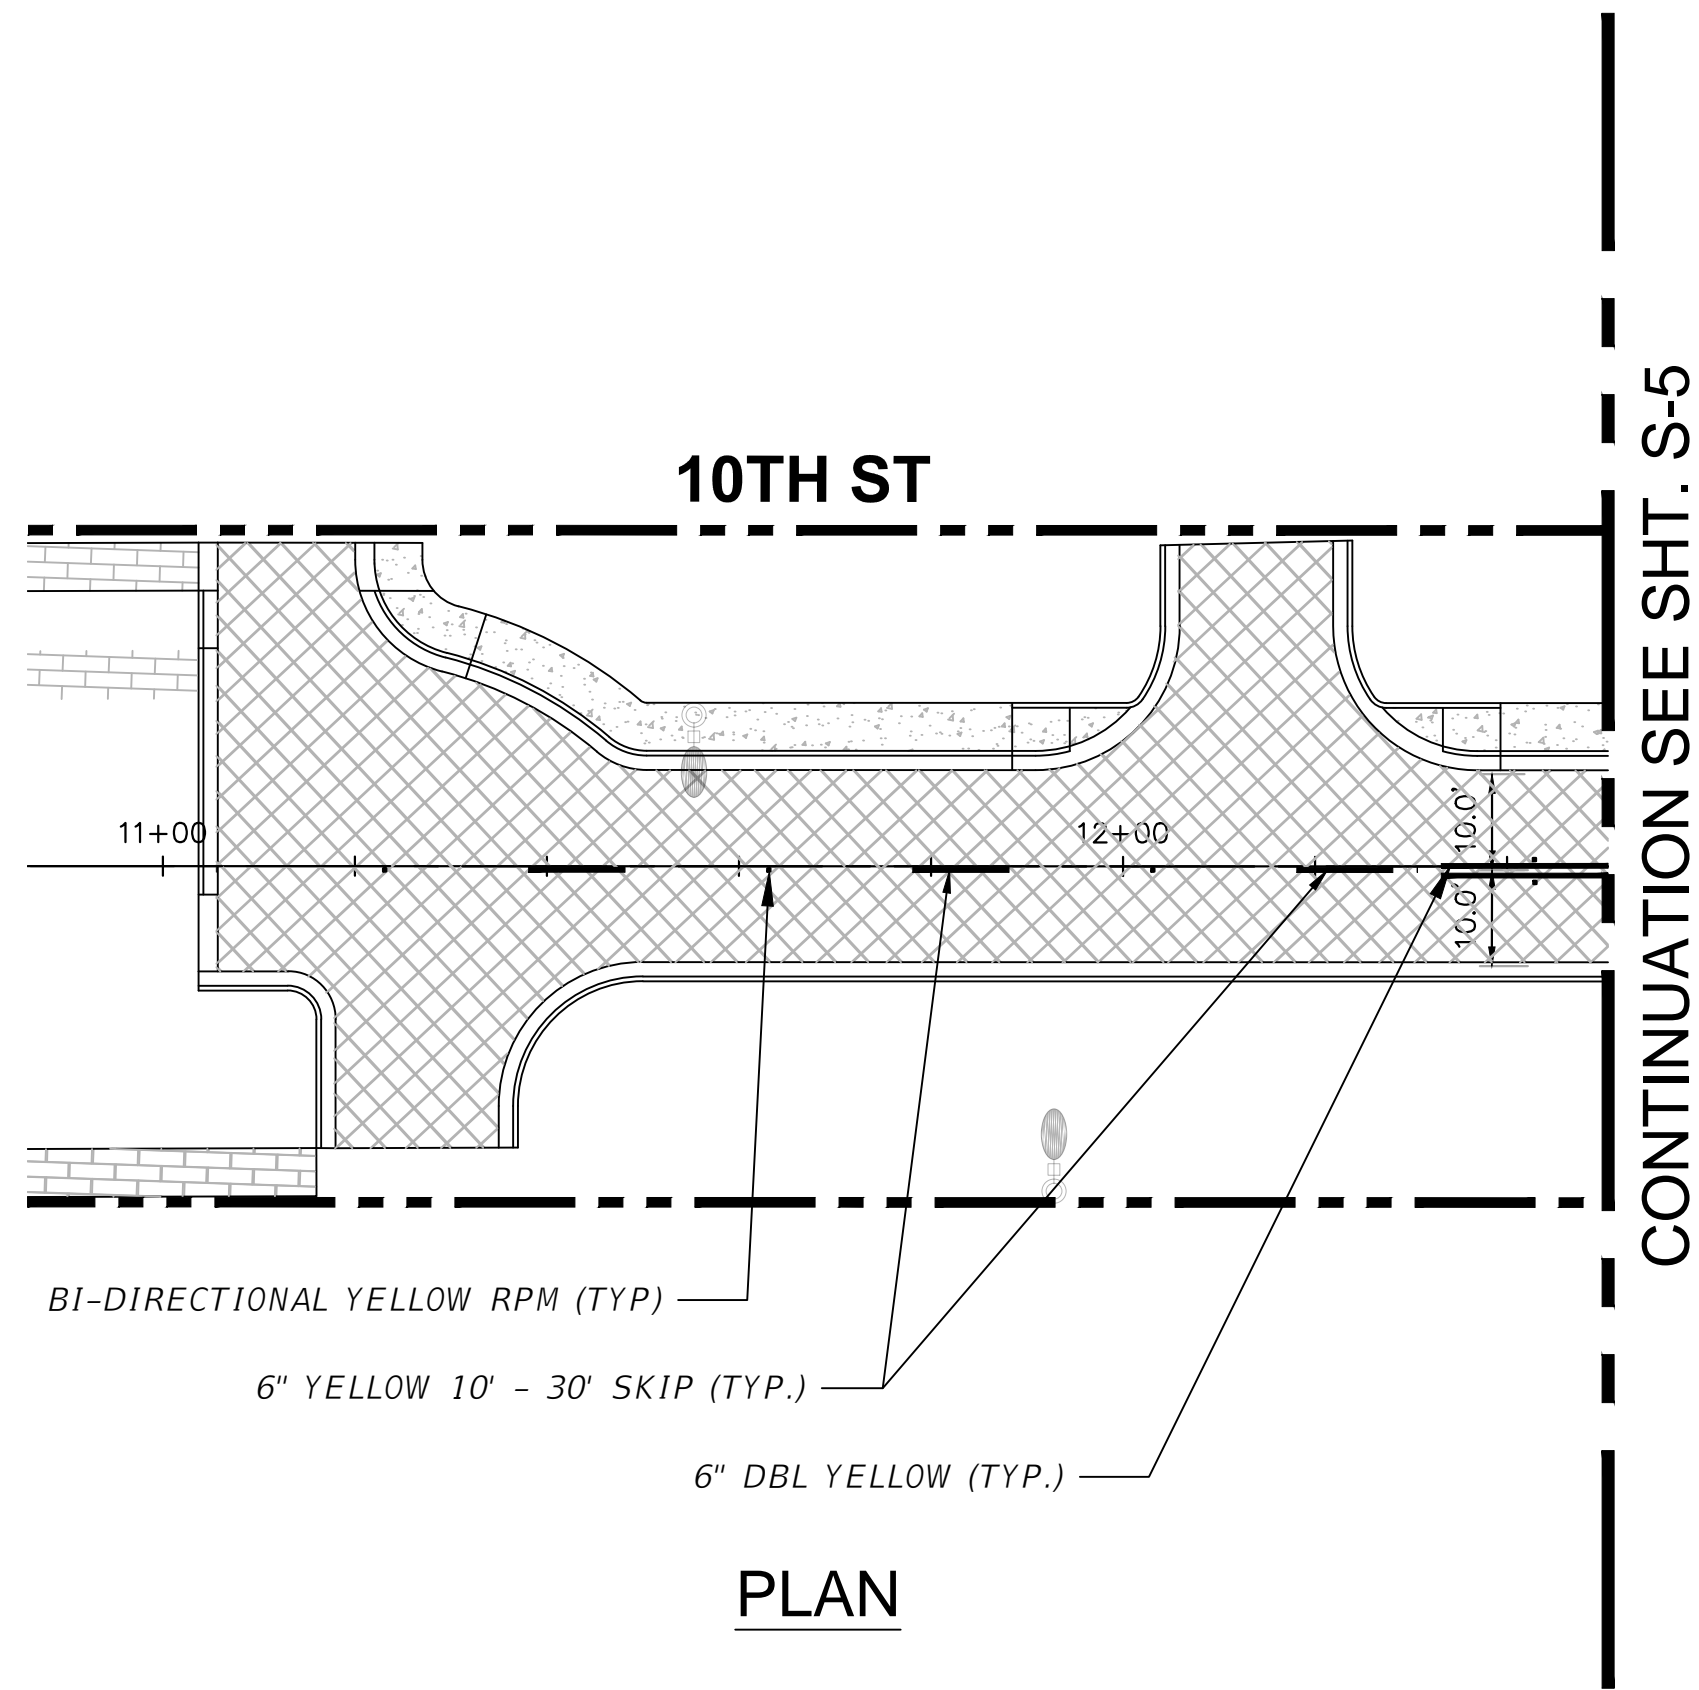 10TH ST
11+00
12+00
10.0'
10.0'
BI-DIRECTIONAL YELLOW RPM (TYP)
6" YELLOW 10' - 30' SKIP (TYP.)
6" DBL YELLOW (TYP.)
PLAN
CONTINUATION SEE SHT. S-5